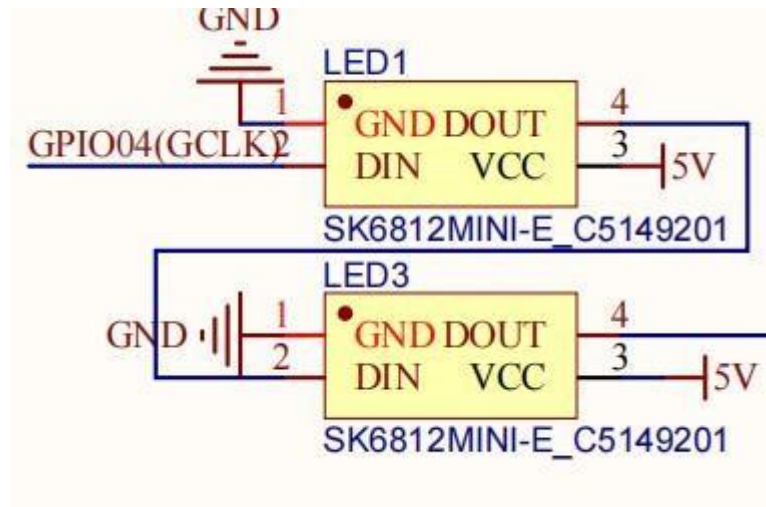 GND
LED1
1 GND DOUT 4
GPIO04(GCLK) 2 DIN VCC 3 5V
SK6812MINI-E_C5149201
LED3
GND 1 GND DOUT 4
2 DIN VCC 3 5V
SK6812MINI-E_C5149201